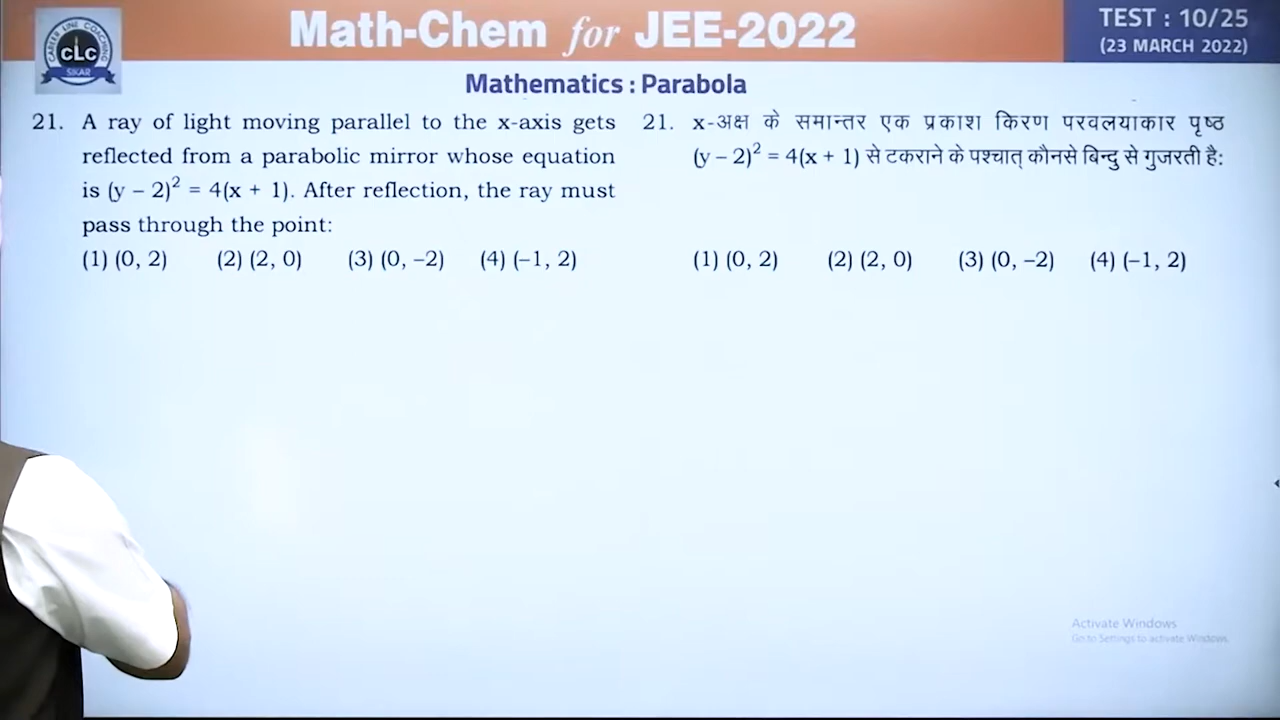 CAREER LINE COACHING
CLC
SIKAR
Math-Chem for JEE-2022
TEST : 10/25
(23 MARCH 2022)
Mathematics : Parabola
21. A ray of light moving parallel to the x-axis gets
reflected from a parabolic mirror whose equation
is (y – 2)² = 4(x + 1). After reflection, the ray must
pass through the point:
(1) (0, 2) (2) (2, 0) (3) (0, –2) (4) (–1, 2)
21. x-अक्ष के समान्तर एक प्रकाश किरण परवलयाकार पृष्ठ
(y – 2)² = 4(x + 1) से टकराने के पश्चात् कौनसे बिन्दु से गुजरती है:
(1) (0, 2) (2) (2, 0) (3) (0, –2) (4) (–1, 2)
Activate Windows
Go to Settings to activate Windows.